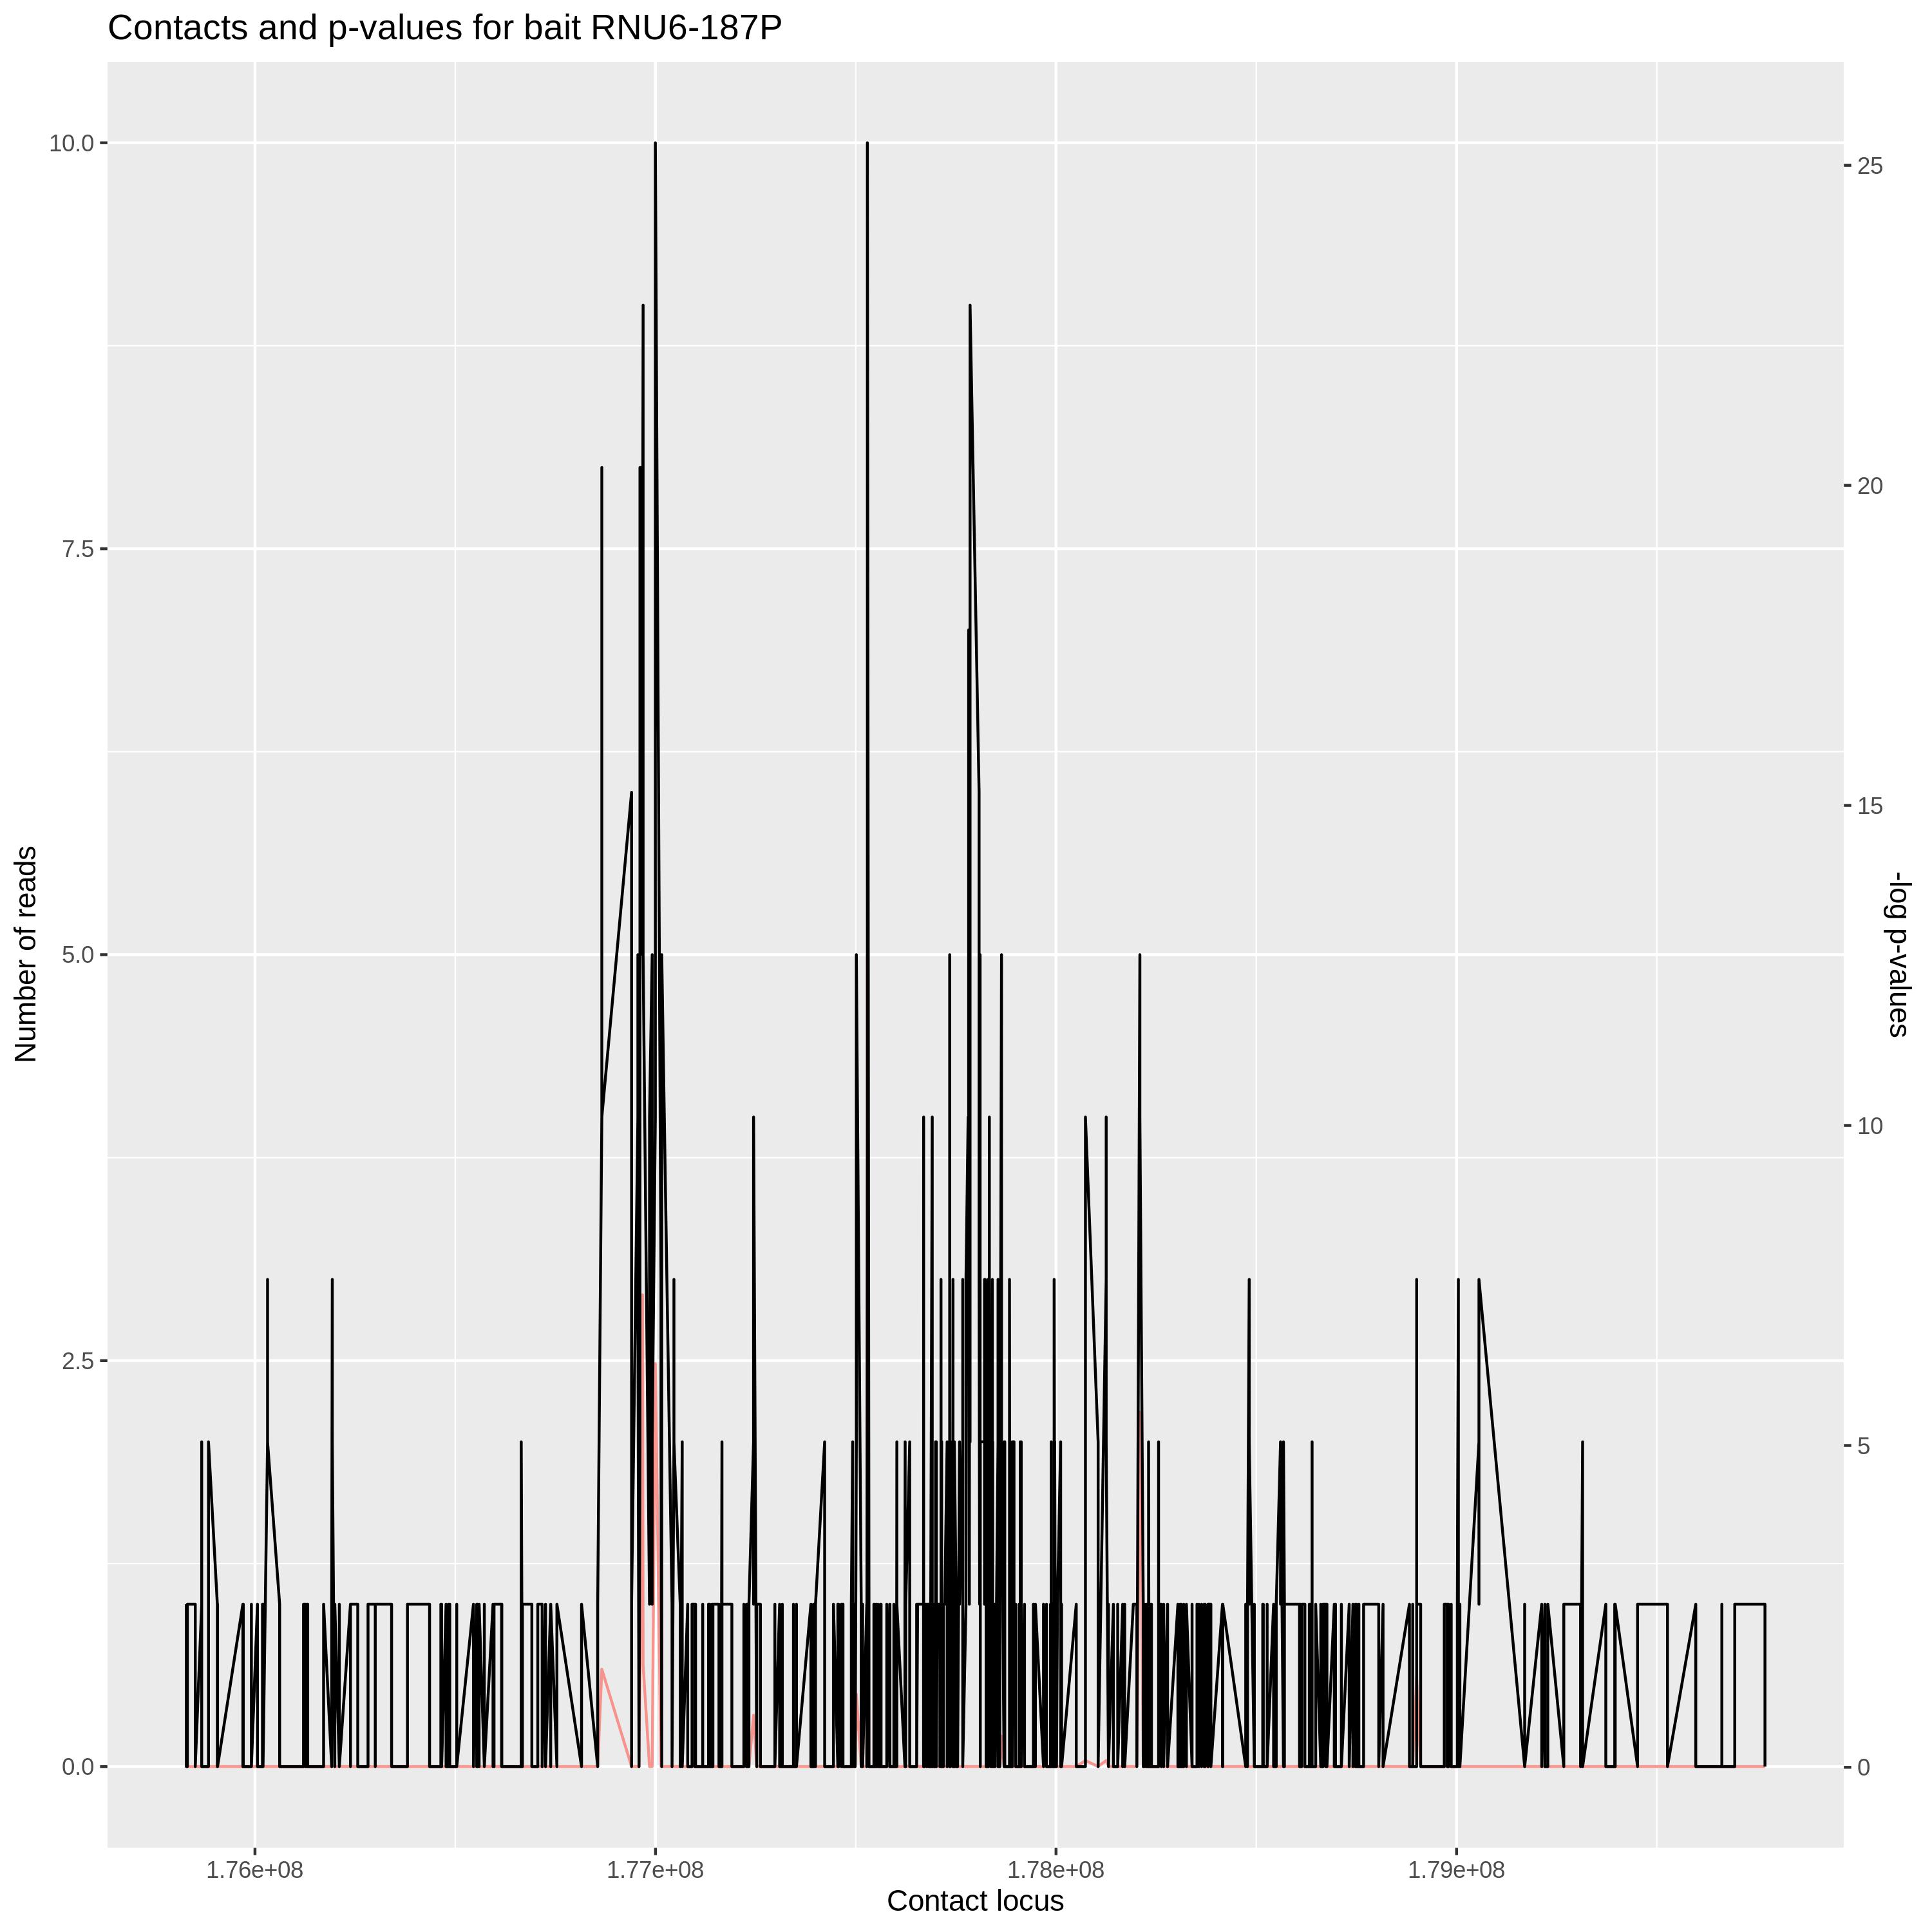 Contacts and p-values for bait RNU6-187P
10.0
7.5
5.0
2.5
0.0
Number of reads
25
20
15
10
5
0
-log p-values
1.76e+08
1.77e+08
1.78e+08
1.79e+08
Contact locus